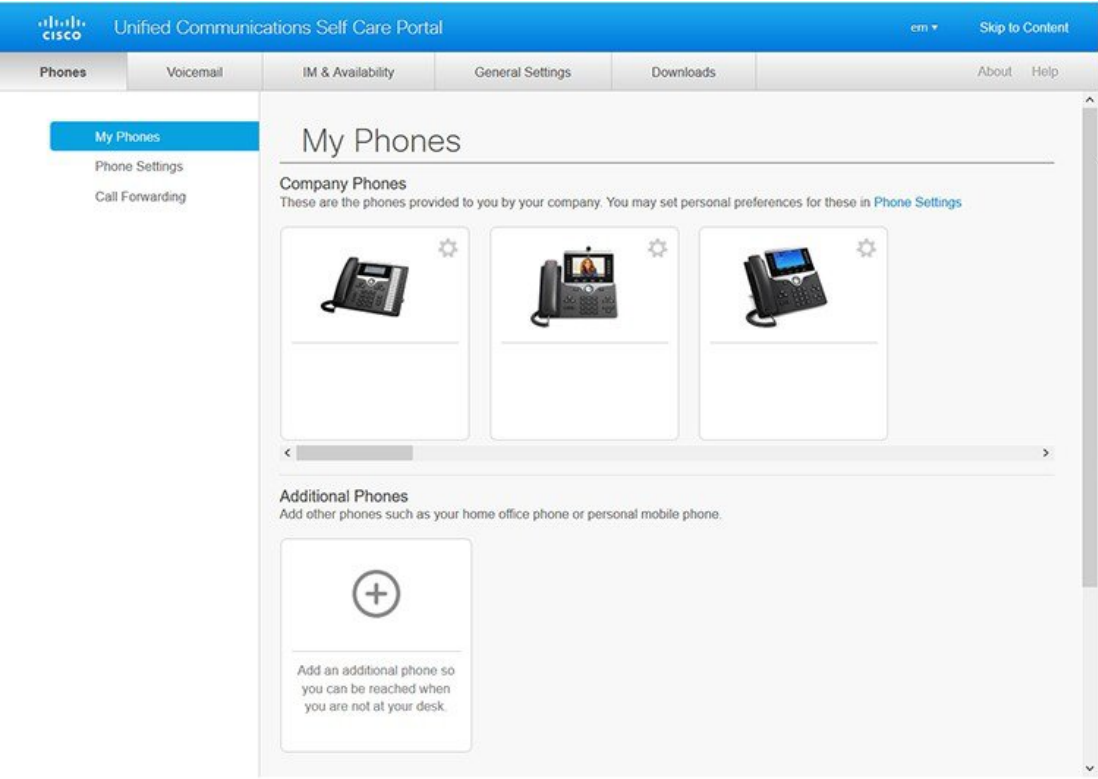 CISCO Unified Communications Self Care Portal em Skip to Content
Phones Voicemail IM & Availability General Settings Downloads About Help
My Phones
Phone Settings
Call Forwarding
My Phones
Company Phones
These are the phones provided to you by your company. You may set personal preferences for these in Phone Settings
Additional Phones
Add other phones such as your home office phone or personal mobile phone.
Add an additional phone so
you can be reached when
you are not at your desk.